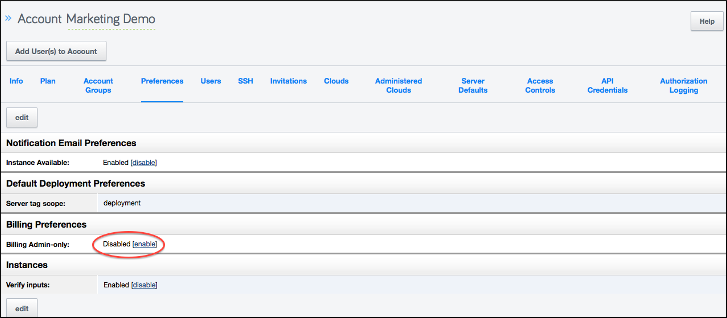 » Account Marketing Demo
Help
Add User(s) to Account
Info Plan Account Groups Preferences Users SSH Invitations Clouds Administered Clouds Server Defaults Access Controls API Credentials Authorization Logging
edit
Notification Email Preferences
Instance Available: Enabled [disable]
Default Deployment Preferences
Server tag scope: deployment
Billing Preferences
Billing Admin-only: Disabled [enable]
Instances
Verify inputs: Enabled [disable]
edit